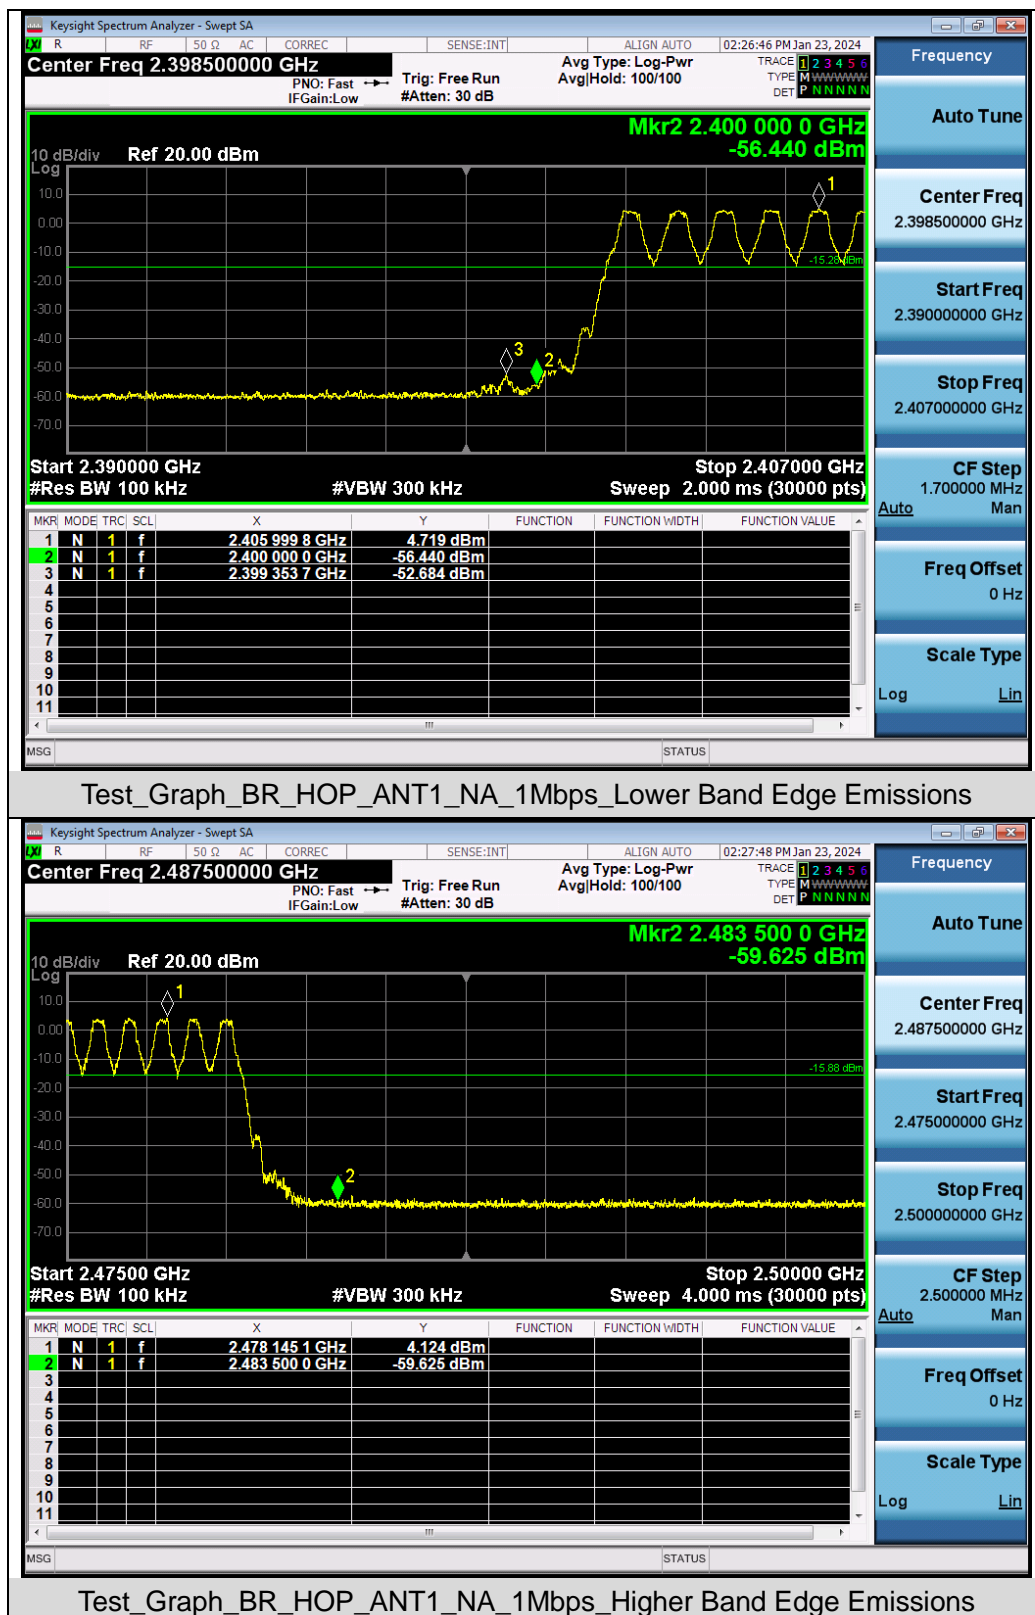 Keysight Spectrum Analyzer - Swept SA
LXI R RF 50 Ω AC CORREC SENSE:INT ALIGN AUTO 02:26:46 PM Jan 23, 2024
Center Freq 2.398500000 GHz
PNO: Fast
IFGain:Low
Trig: Free Run
#Atten: 30 dB
Avg Type: Log-Pwr
Avg|Hold: 100/100
TRACE 1 2 3 4 5 6
TYPE M WWWWW
DET P N N N N N
Frequency
Mkr2 2.400 000 0 GHz
-56.440 dBm
10 dB/div Ref 20.00 dBm
Log
10.0
0.00
-10.0
-20.0
-30.0
-40.0
-50.0
-60.0
-70.0
1
-15.28 dBm
3
2
Start 2.390000 GHz Stop 2.407000 GHz
#Res BW 100 kHz #VBW 300 kHz Sweep 2.000 ms (30000 pts)
MKR MODE TRC SCL X Y FUNCTION FUNCTION WIDTH FUNCTION VALUE
1 N 1 f 2.405 999 8 GHz 4.719 dBm
2 N 1 f 2.400 000 0 GHz -56.440 dBm
3 N 1 f 2.399 353 7 GHz -52.684 dBm
4
5
6
7
8
9
10
11
MSG STATUS
Auto Tune
Center Freq
2.398500000 GHz
Start Freq
2.390000000 GHz
Stop Freq
2.407000000 GHz
CF Step
1.700000 MHz
Auto Man
Freq Offset
0 Hz
Scale Type
Log Lin
Test_Graph_BR_HOP_ANT1_NA_1Mbps_Lower Band Edge Emissions
Keysight Spectrum Analyzer - Swept SA
LXI R RF 50 Ω AC CORREC SENSE:INT ALIGN AUTO 02:27:48 PM Jan 23, 2024
Center Freq 2.487500000 GHz
PNO: Fast
IFGain:Low
Trig: Free Run
#Atten: 30 dB
Avg Type: Log-Pwr
Avg|Hold: 100/100
TRACE 1 2 3 4 5 6
TYPE M WWWWW
DET P N N N N N
Frequency
Mkr2 2.483 500 0 GHz
-59.625 dBm
10 dB/div Ref 20.00 dBm
Log
10.0
0.00
-10.0
-20.0
-30.0
-40.0
-50.0
-60.0
-70.0
1
-15.88 dBm
2
Start 2.47500 GHz Stop 2.50000 GHz
#Res BW 100 kHz #VBW 300 kHz Sweep 4.000 ms (30000 pts)
MKR MODE TRC SCL X Y FUNCTION FUNCTION WIDTH FUNCTION VALUE
1 N 1 f 2.478 145 1 GHz 4.124 dBm
2 N 1 f 2.483 500 0 GHz -59.625 dBm
3
4
5
6
7
8
9
10
11
MSG STATUS
Auto Tune
Center Freq
2.487500000 GHz
Start Freq
2.475000000 GHz
Stop Freq
2.500000000 GHz
CF Step
2.500000 MHz
Auto Man
Freq Offset
0 Hz
Scale Type
Log Lin
Test_Graph_BR_HOP_ANT1_NA_1Mbps_Higher Band Edge Emissions